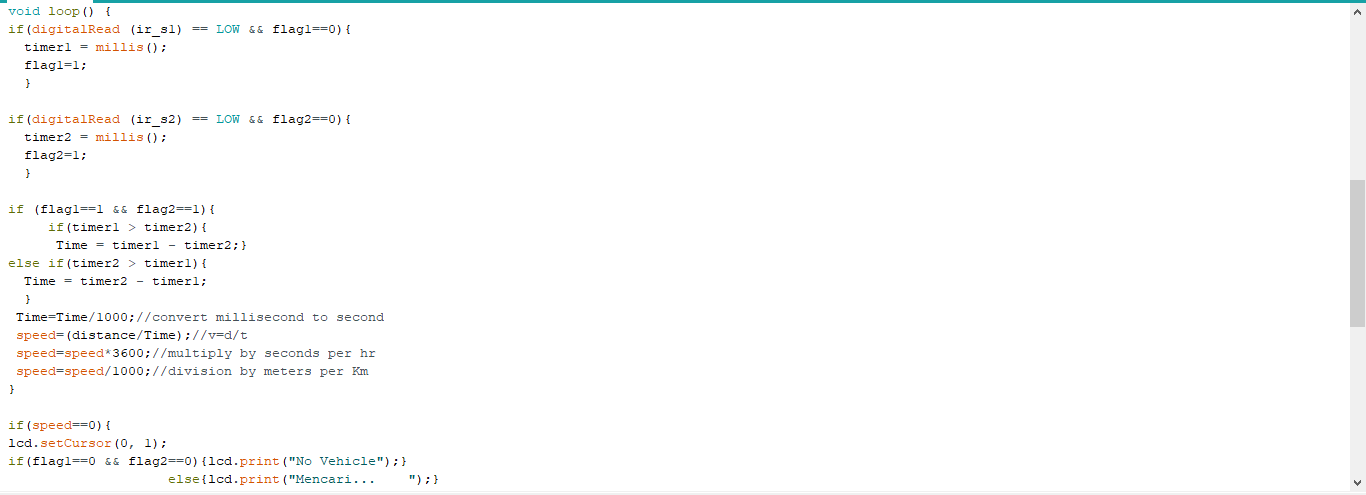 void loop() {
if(digitalRead (ir_s1) == LOW && flag1==0){
  timer1 = millis();
  flag1=1;
  }

if(digitalRead (ir_s2) == LOW && flag2==0){
  timer2 = millis();
  flag2=1;
  }

if (flag1==1 && flag2==1){
     if(timer1 > timer2){
      Time = timer1 - timer2;}
else if(timer2 > timer1){
  Time = timer2 - timer1;
  }
 Time=Time/1000;//convert millisecond to second
 speed=(distance/Time);//v=d/t
 speed=speed*3600;//multiply by seconds per hr
 speed=speed/1000;//division by meters per Km
}

if(speed==0){
lcd.setCursor(0, 1);
if(flag1==0 && flag2==0){lcd.print("No Vehicle");}
                    else{lcd.print("Mencari...    ");}